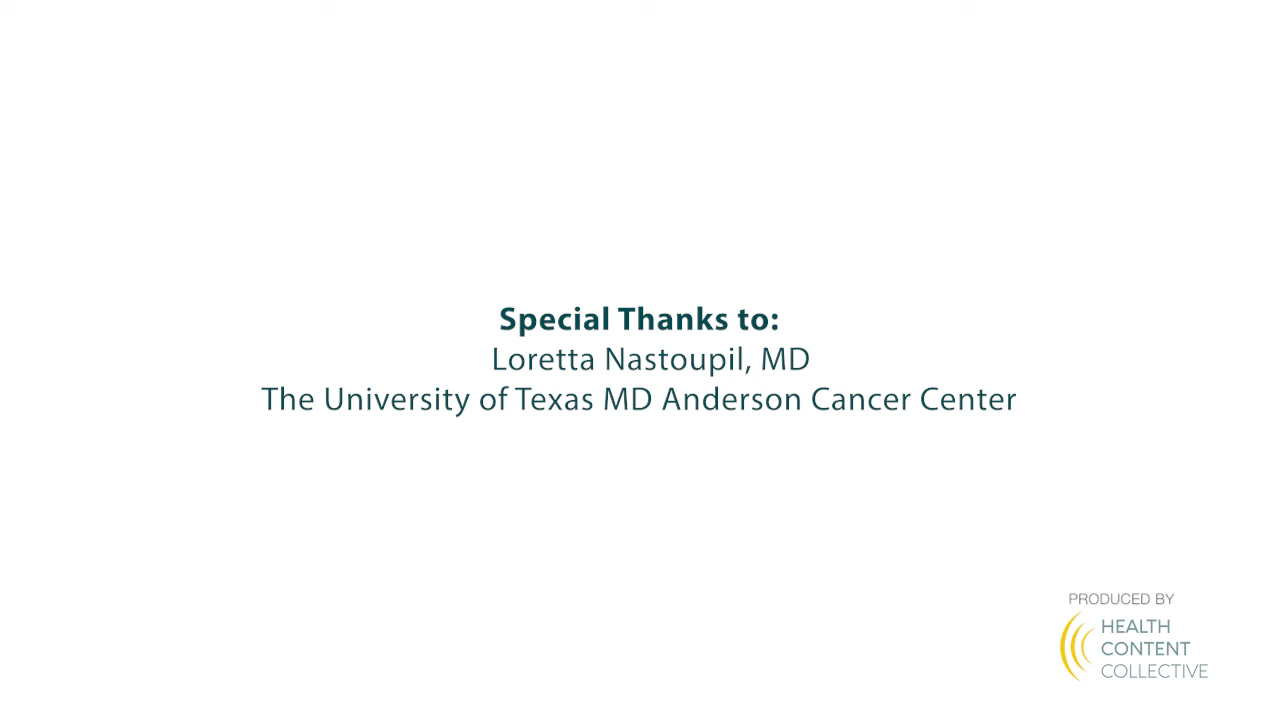 Special Thanks to:
Loretta Nastoupil, MD
The University of Texas MD Anderson Cancer Center
PRODUCED BY
HEALTH
CONTENT
COLLECTIVE